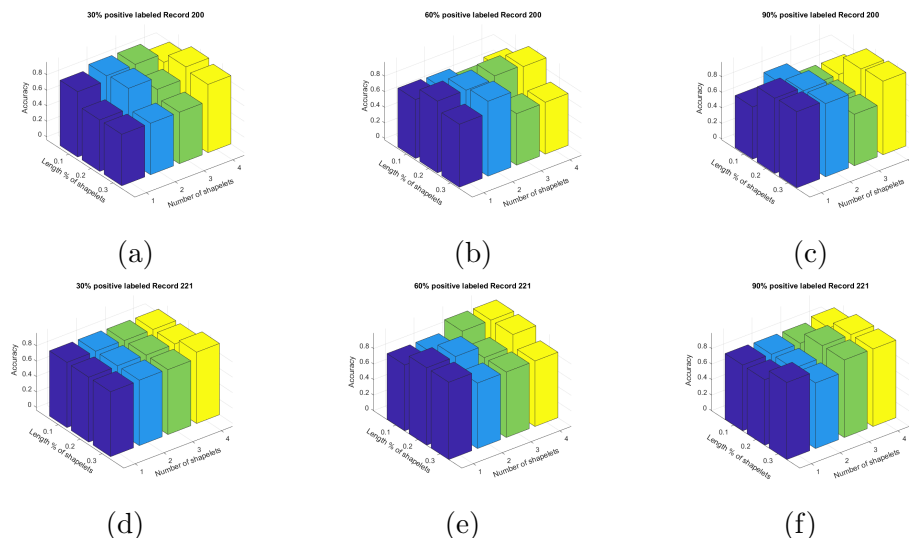 30% positive labeled Record 200
Accuracy
0.8
0.6
0.4
0.2
0
0.1
0.2
0.3
Length % of shapelets
1
2
3
4
Number of shapelets
(a)
60% positive labeled Record 200
Accuracy
0.8
0.6
0.4
0.2
0
0.1
0.2
0.3
Length % of shapelets
1
2
3
4
Number of shapelets
(b)
90% positive labeled Record 200
Accuracy
0.8
0.6
0.4
0.2
0
0.1
0.2
0.3
Length % of shapelets
1
2
3
4
Number of shapelets
(c)
30% positive labeled Record 221
Accuracy
0.8
0.6
0.4
0.2
0
0.1
0.2
0.3
Length % of shapelets
1
2
3
4
Number of shapelets
(d)
60% positive labeled Record 221
Accuracy
0.8
0.6
0.4
0.2
0
0.1
0.2
0.3
Length % of shapelets
1
2
3
4
Number of shapelets
(e)
90% positive labeled Record 221
Accuracy
0.8
0.6
0.4
0.2
0
0.1
0.2
0.3
Length % of shapelets
1
2
3
4
Number of shapelets
(f)